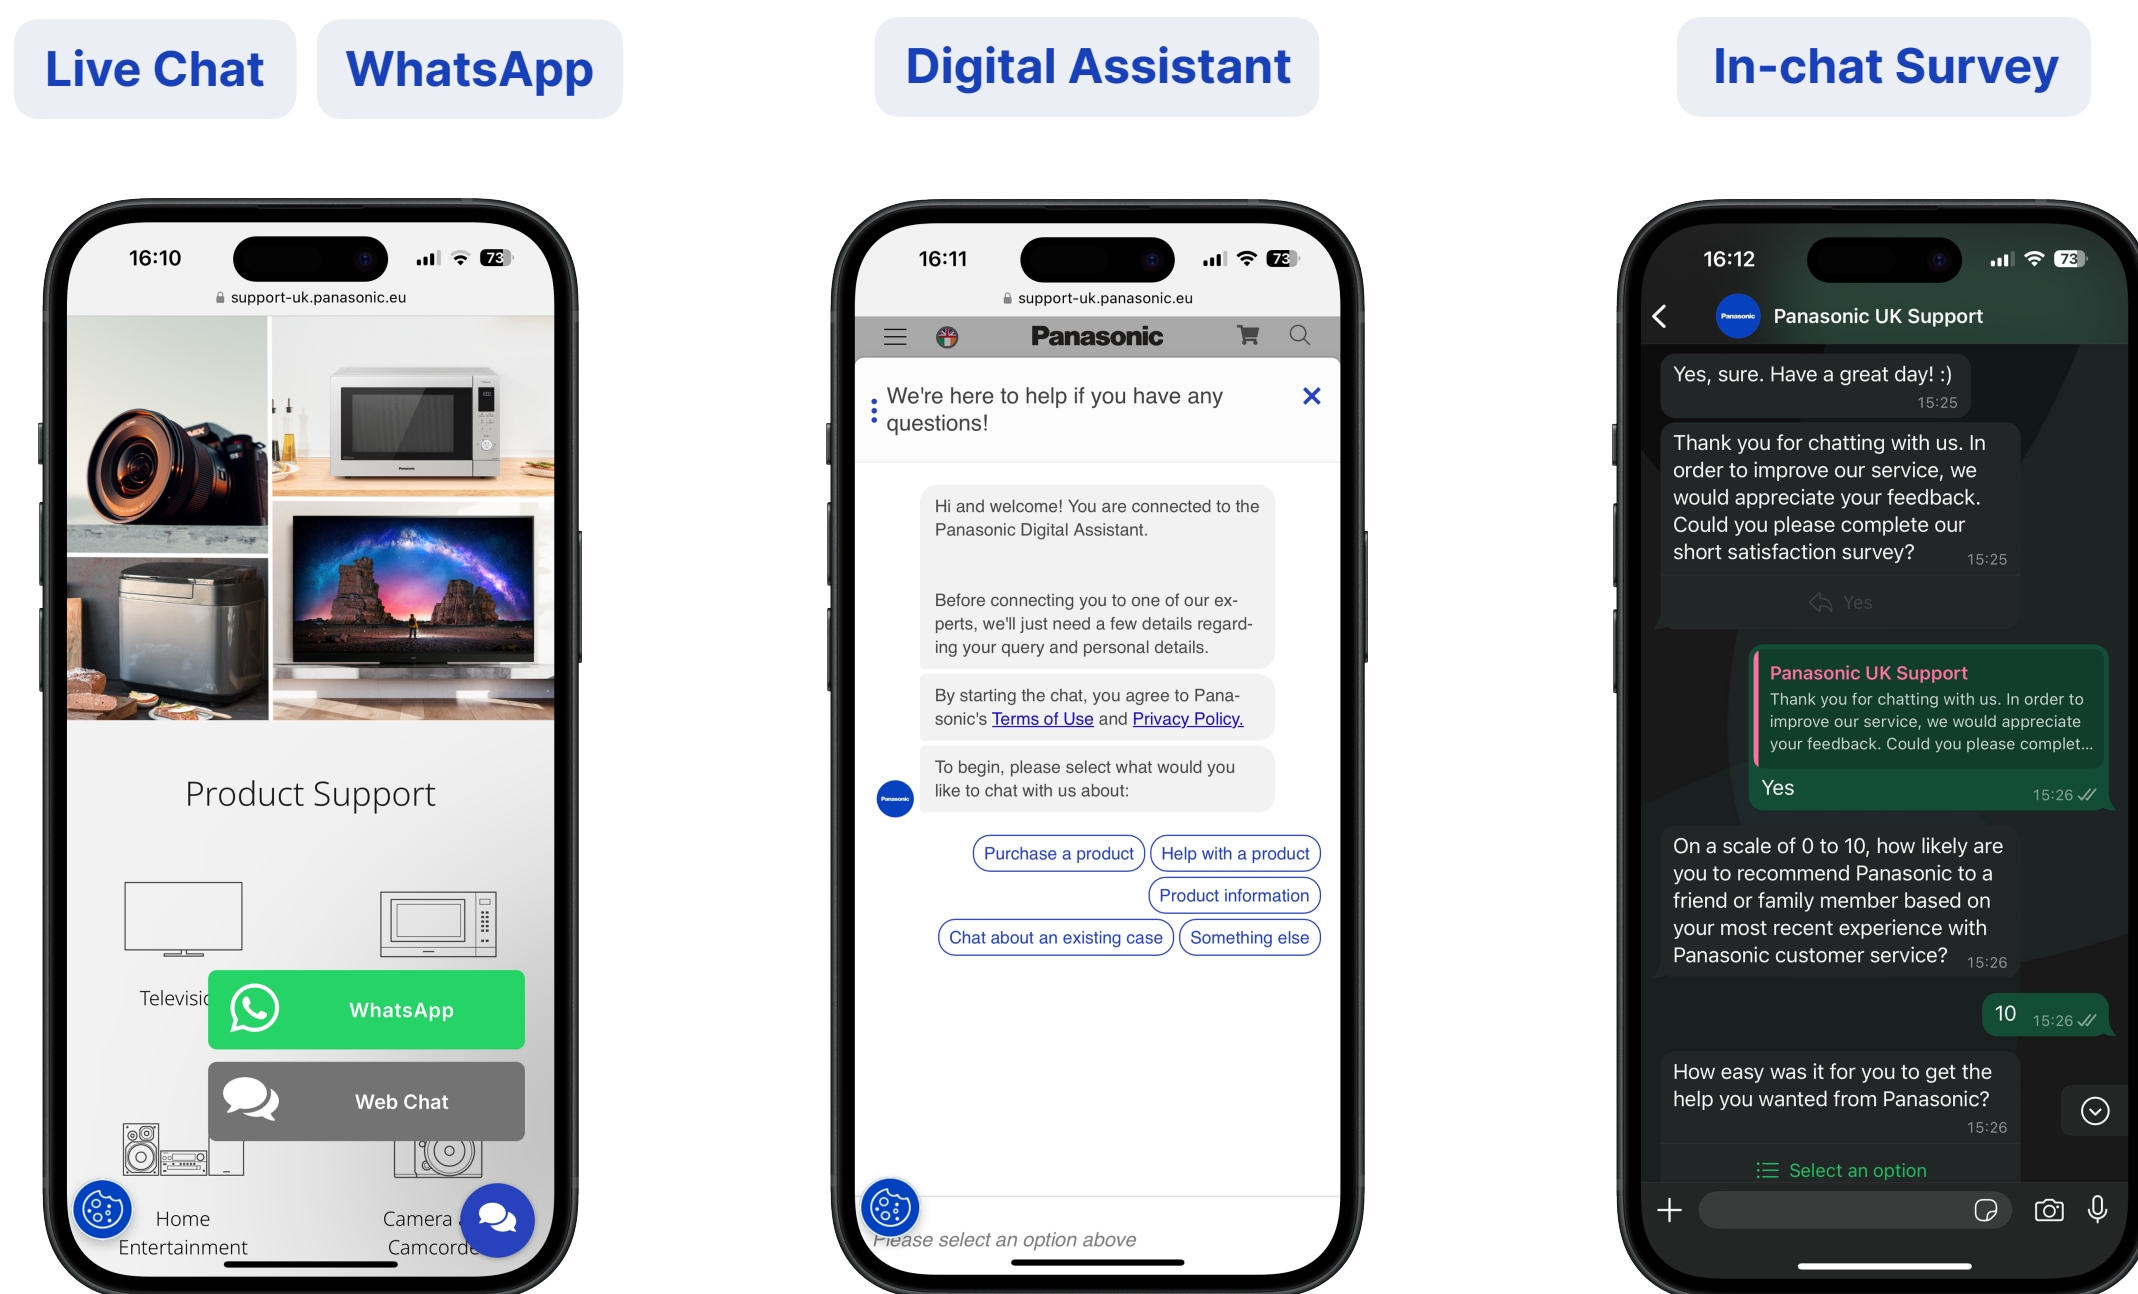 Live Chat
WhatsApp
Digital Assistant
In-chat Survey
16:10
73
support-uk.panasonic.eu
Panasonic
Product Support
Televisio
WhatsApp
Web Chat
Home
Entertainment
Camera
Camcorde
16:11
73
support-uk.panasonic.eu
Panasonic
We're here to help if you have any
questions!
Hi and welcome! You are connected to the
Panasonic Digital Assistant.
Before connecting you to one of our ex-
perts, we'll just need a few details regard-
ing your query and personal details.
By starting the chat, you agree to Pana-
sonic's Terms of Use and Privacy Policy.
To begin, please select what would you
like to chat with us about:
Panasonic
Purchase a product
Help with a product
Product information
Chat about an existing case
Something else
Please select an option above
16:12
73
Panasonic
Panasonic UK Support
Yes, sure. Have a great day! :)
15:25
Thank you for chatting with us. In
order to improve our service, we
would appreciate your feedback.
Could you please complete our
short satisfaction survey?
15:25
Yes
Panasonic UK Support
Thank you for chatting with us. In order to
improve our service, we would appreciate
your feedback. Could you please complet...
Yes
15:26
On a scale of 0 to 10, how likely are
you to recommend Panasonic to a
friend or family member based on
your most recent experience with
Panasonic customer service?
15:26
10
15:26
How easy was it for you to get the
help you wanted from Panasonic?
15:26
Select an option